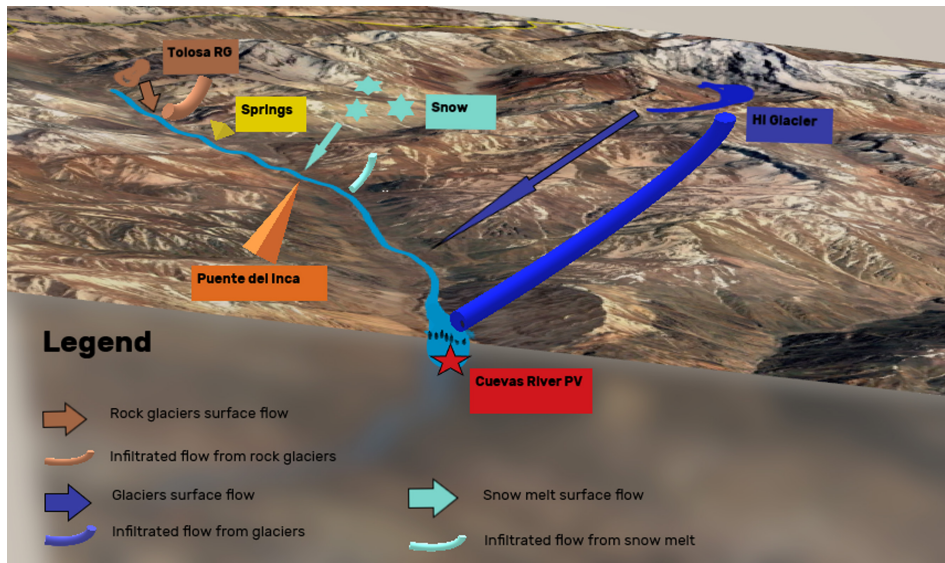 Tolosa RG
Springs
Snow
HI Glacier
Puente del Inca
Cuevas River PV
Legend
Rock glaciers surface flow
Infiltrated flow from rock glaciers
Glaciers surface flow
Infiltrated flow from glaciers
Snow melt surface flow
Infiltrated flow from snow melt